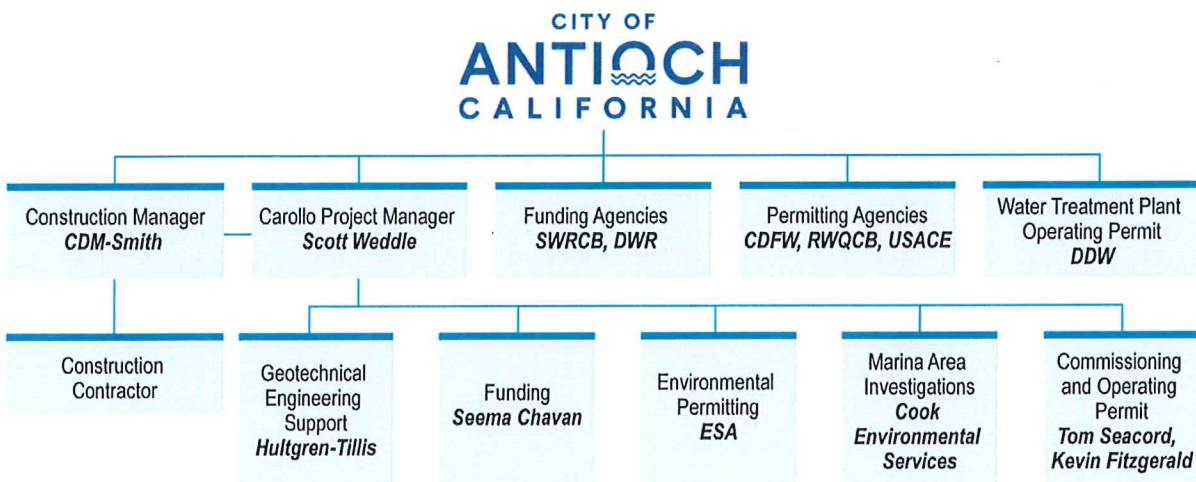 CITY OF
ANTIOCH
CALIFORNIA
Construction Manager
CDM-Smith
Carollo Project Manager
Scott Weddle
Funding Agencies
SWRCB, DWR
Permitting Agencies
CDFW, RWQCB, USACE
Water Treatment Plant
Operating Permit
DDW
Construction
Contractor
Geotechnical
Engineering
Support
Hultgren-Tillis
Funding
Seema Chavan
Environmental
Permitting
ESA
Marina Area
Investigations
Cook
Environmental
Services
Commissioning
and Operating
Permit
Tom Seacord,
Kevin Fitzgerald